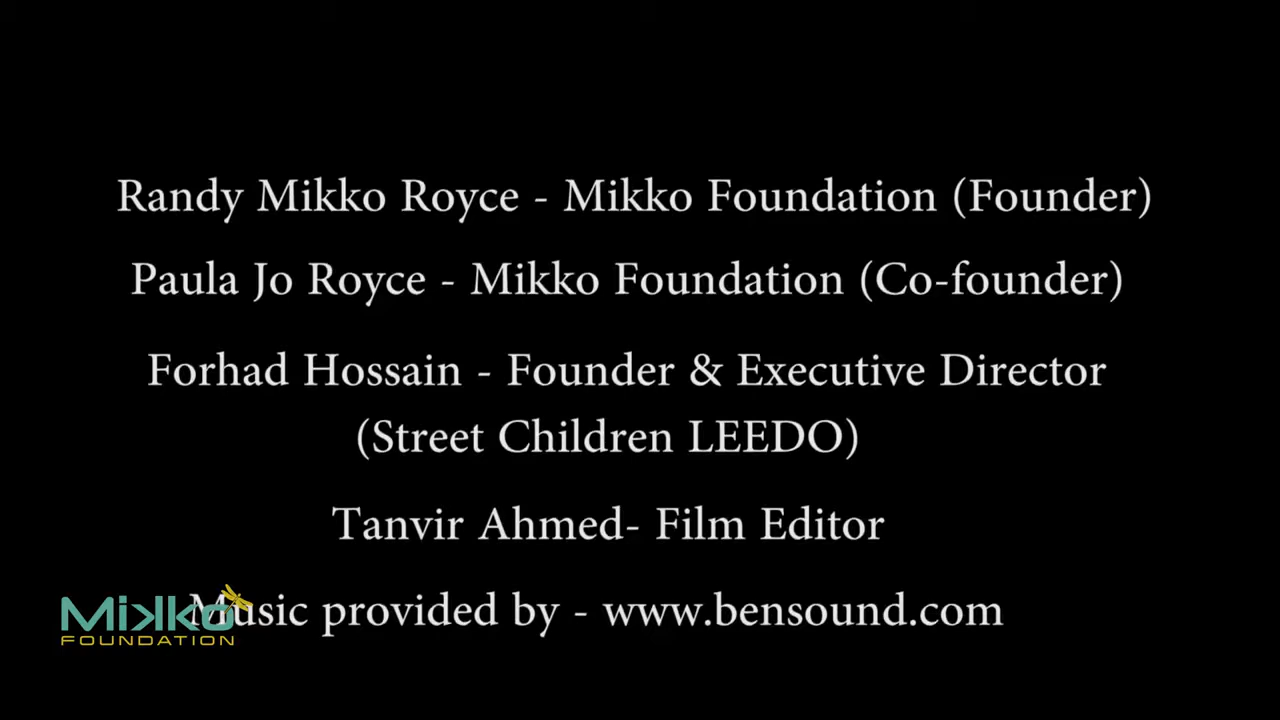 Randy Mikko Royce - Mikko Foundation (Founder)
Paula Jo Royce - Mikko Foundation (Co-founder)
Forhad Hossain - Founder & Executive Director
(Street Children LEEDO)
Tanvir Ahmed- Film Editor
Music provided by - www.bensound.com
Mikko
FOUNDATION